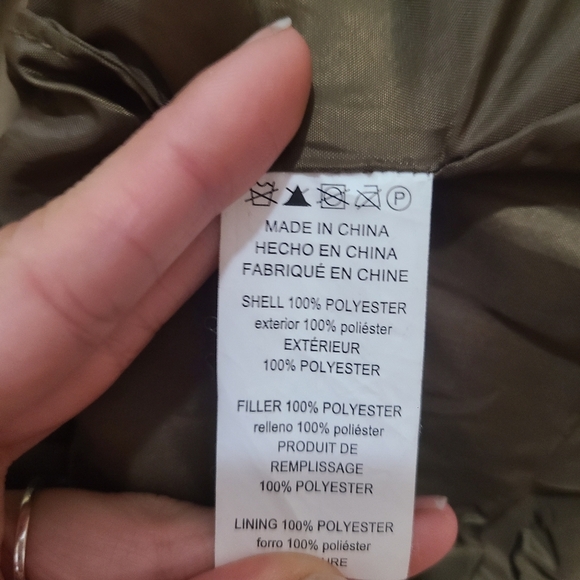 P
MADE IN CHINA
HECHO EN CHINA
FABRIQUÉ EN CHINE
SHELL 100% POLYESTER
exterior 100% poliéster
EXTÉRIEUR
100% POLYESTER
FILLER 100% POLYESTER
relleno 100% poliéster
PRODUIT DE
REMPLISSAGE
100% POLYESTER
LINING 100% POLYESTER
forro 100% poliéster